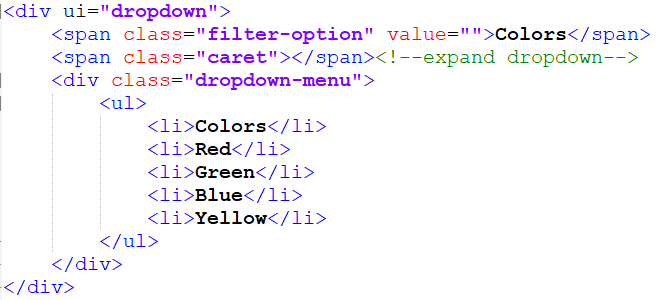 <div ui="dropdown">
<span class="filter-option" value="">Colors</span>
<span class="caret"></span><!--expand dropdown-->
<div class="dropdown-menu">
<ul>
<li>Colors</li>
<li>Red</li>
<li>Green</li>
<li>Blue</li>
<li>Yellow</li>
</ul>
</div>
</div>